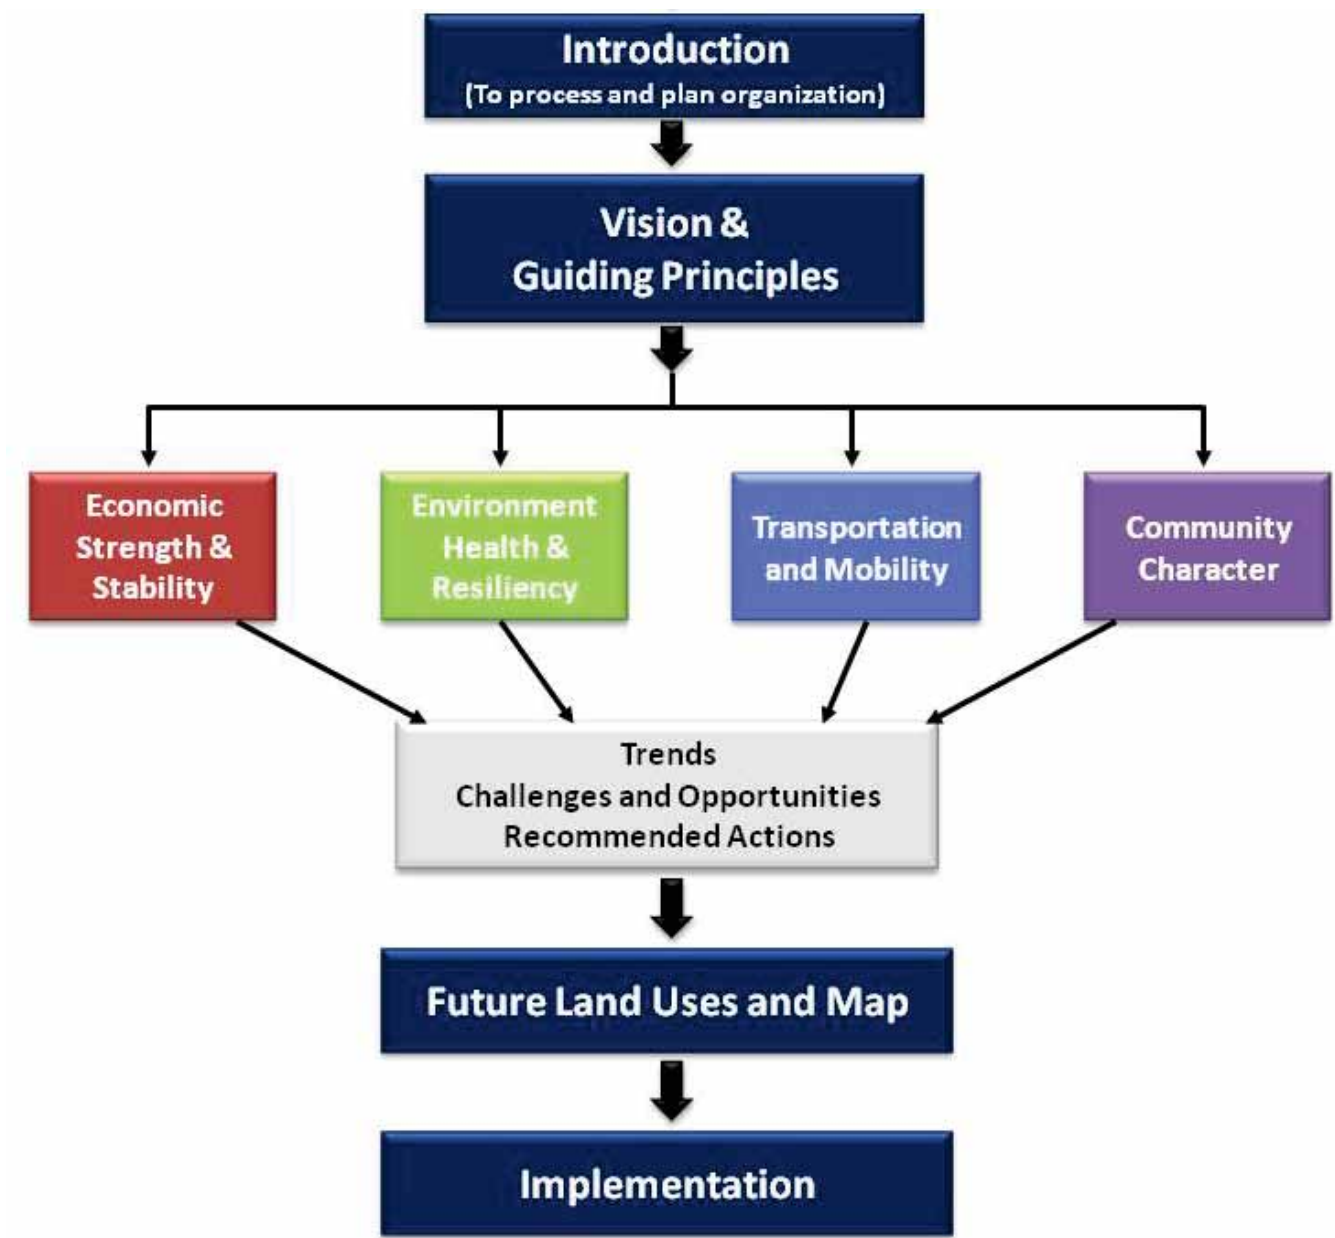 Introduction
(To process and plan organization)
Vision &
Guiding Principles
Economic
Strength &
Stability
Environment
Health &
Resiliency
Transportation
and Mobility
Community
Character
Trends
Challenges and Opportunities
Recommended Actions
Future Land Uses and Map
Implementation